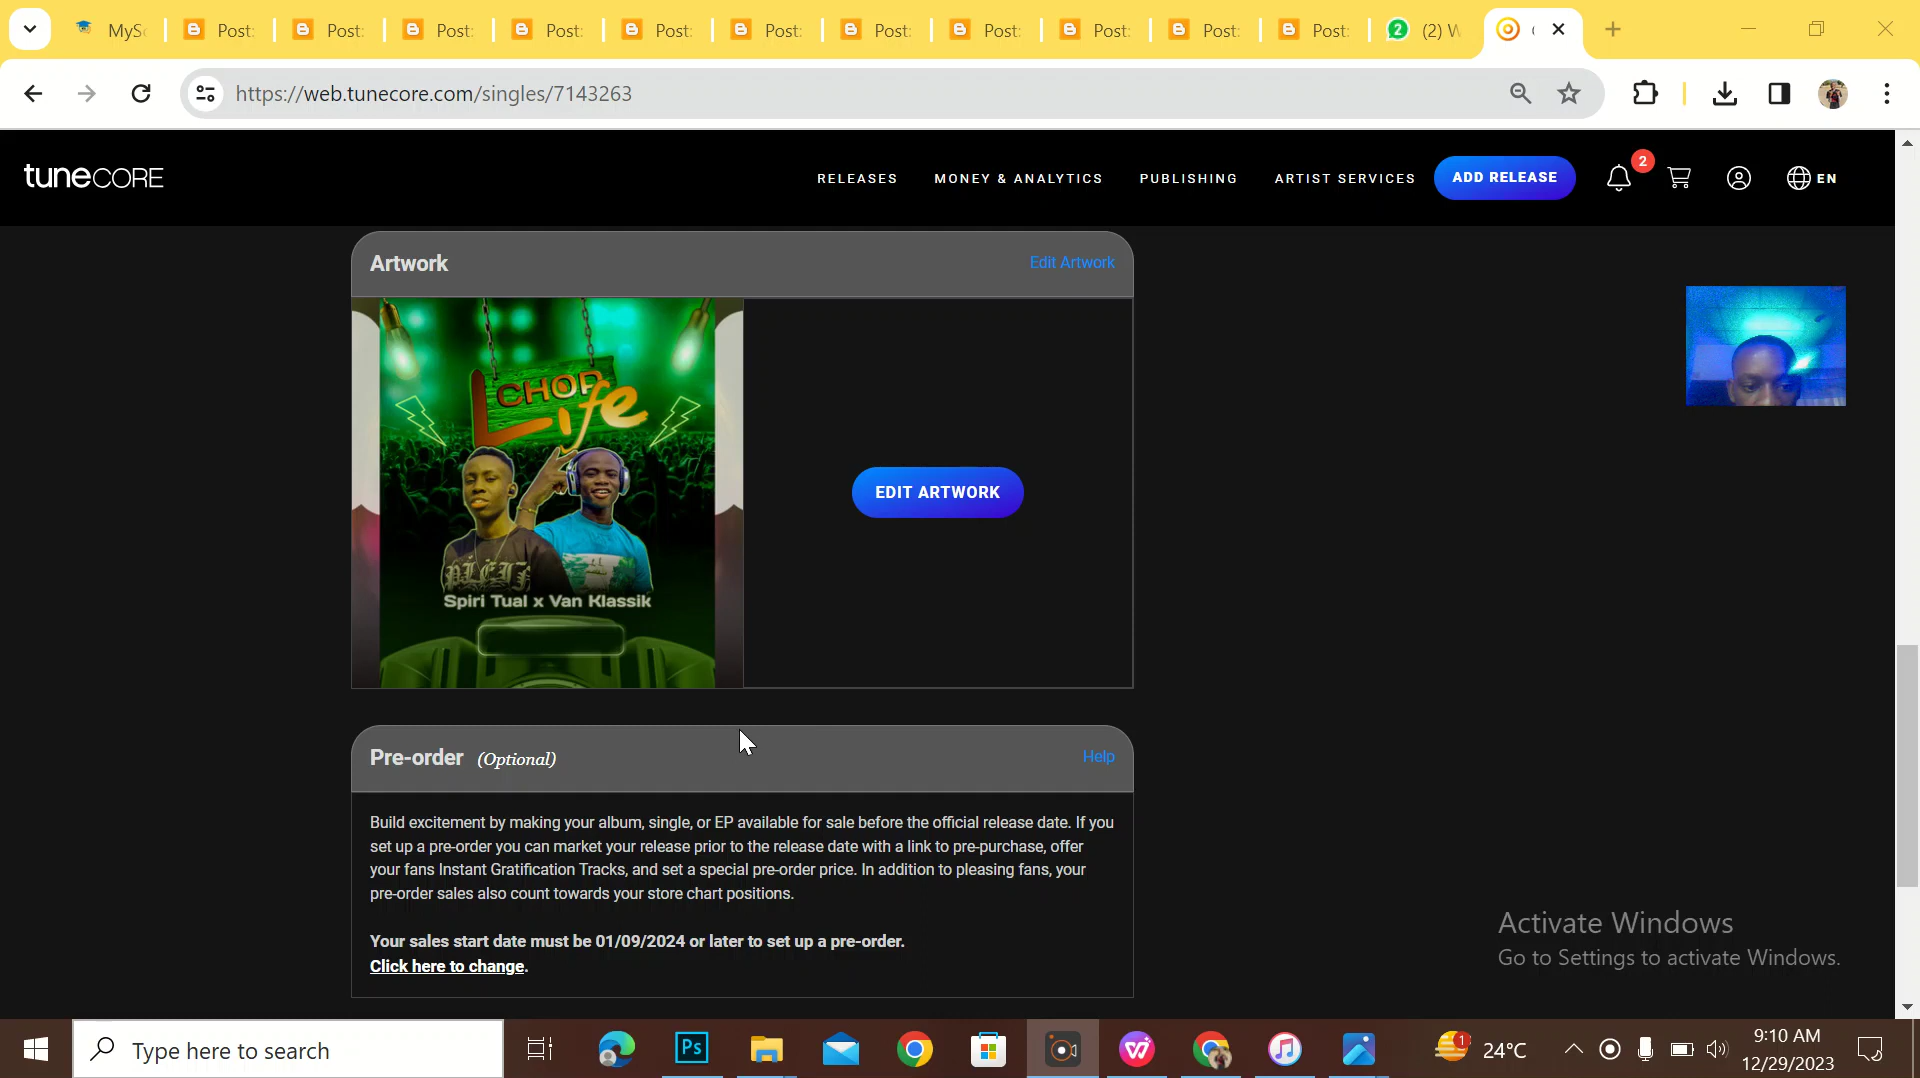 MyS
Post:
Post:
Post:
Post:
Post:
Post:
Post:
Post:
Post:
Post:
Post:
(2) W
https://web.tunecore.com/singles/7143263
tunecore
RELEASES
MONEY & ANALYTICS
PUBLISHING
ARTIST SERVICES
ADD RELEASE
2
EN
Artwork
Edit Artwork
CHOP
Life
Spiri Tual x Van Klassik
EDIT ARTWORK
Pre-order (Optional)
Help
Build excitement by making your album, single, or EP available for sale before the official release date. If you
set up a pre-order you can market your release prior to the release date with a link to pre-purchase, offer
your fans Instant Gratification Tracks, and set a special pre-order price. In addition to pleasing fans, your
pre-order sales also count towards your store chart positions.
Your sales start date must be 01/09/2024 or later to set up a pre-order.
Click here to change.
Activate Windows
Go to Settings to activate Windows.
Type here to search
Ps
1
24°C
9:10 AM
12/29/2023